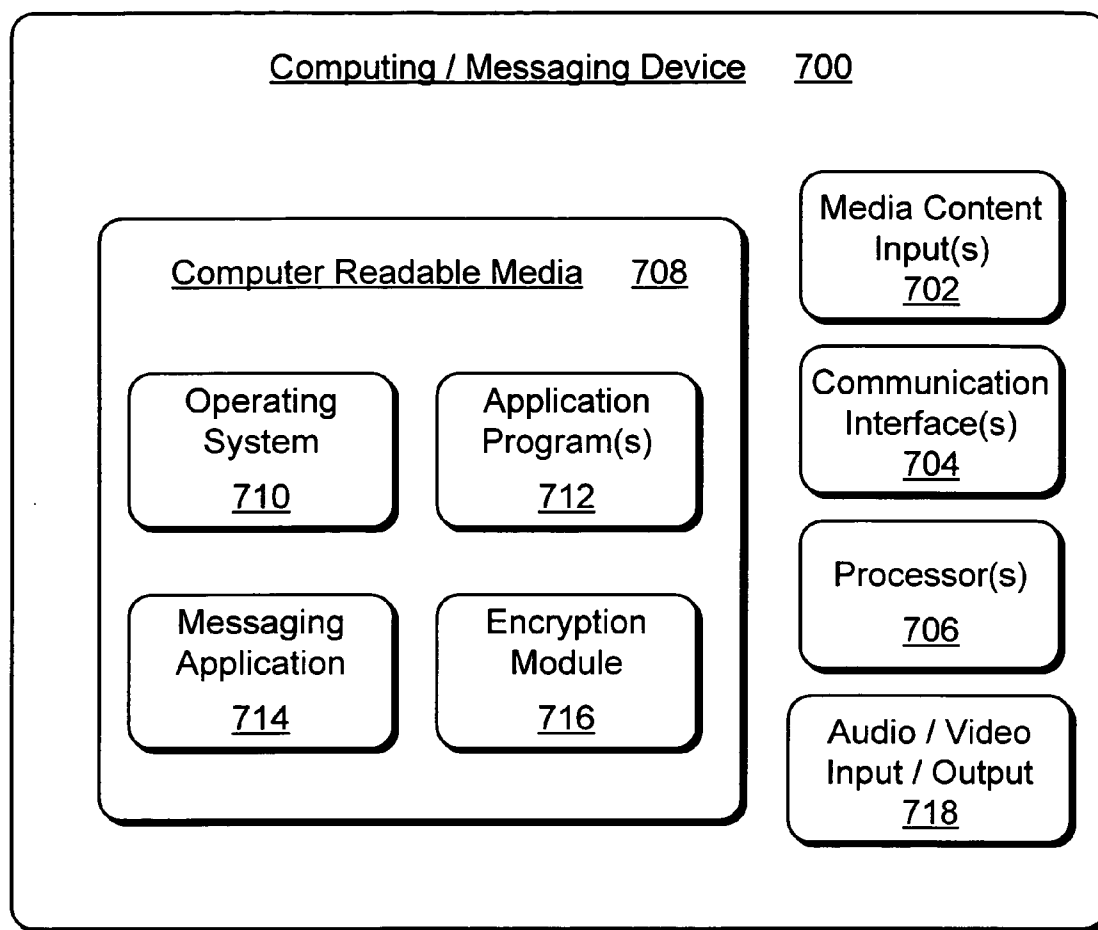 Computing / Messaging Device 700
Computer Readable Media 708
Operating
System
710
Application
Program(s)
712
Messaging
Application
714
Encryption
Module
716
Media Content
Input(s)
702
Communication
Interface(s)
704
Processor(s)
706
Audio / Video
Input / Output
718